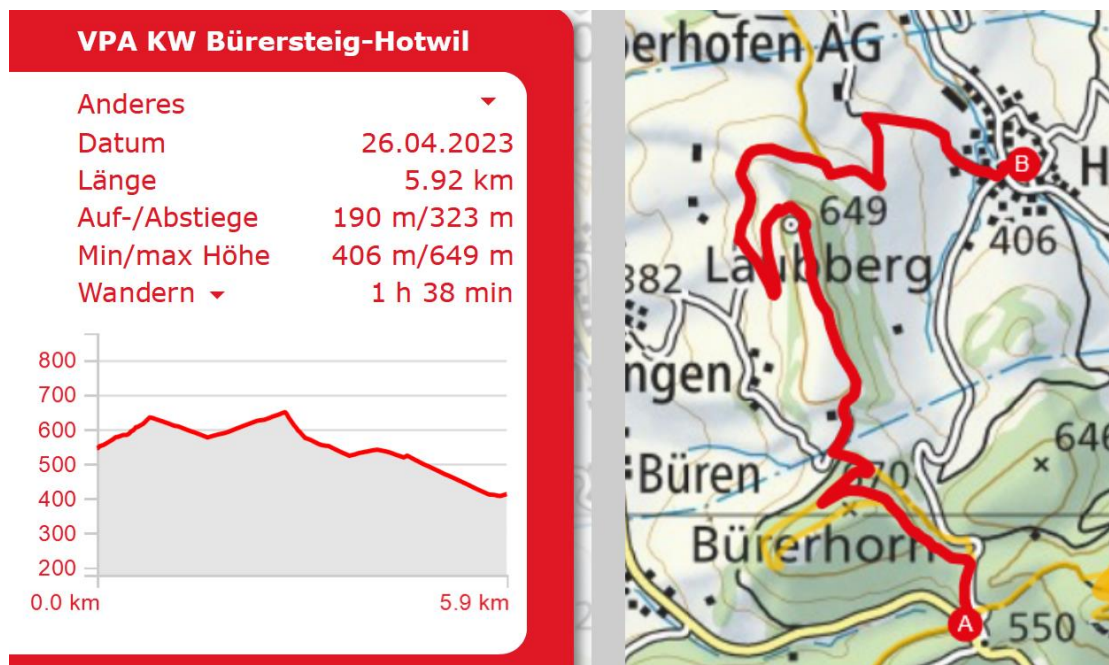 VPA KW Bürersteig-Hotwil
Anderes
Datum 26.04.2023
Länge 5.92 km
Auf-/Abstiege 190 m/323 m
Min/max Höhe 406 m/649 m
Wandern 1 h 38 min
800
700
600
500
400
300
200
0.0 km 5.9 km
berhofen AG
B
H
649
406
Laubberg
382
ngen
646
Büren
670
Bürerhorn
A
550